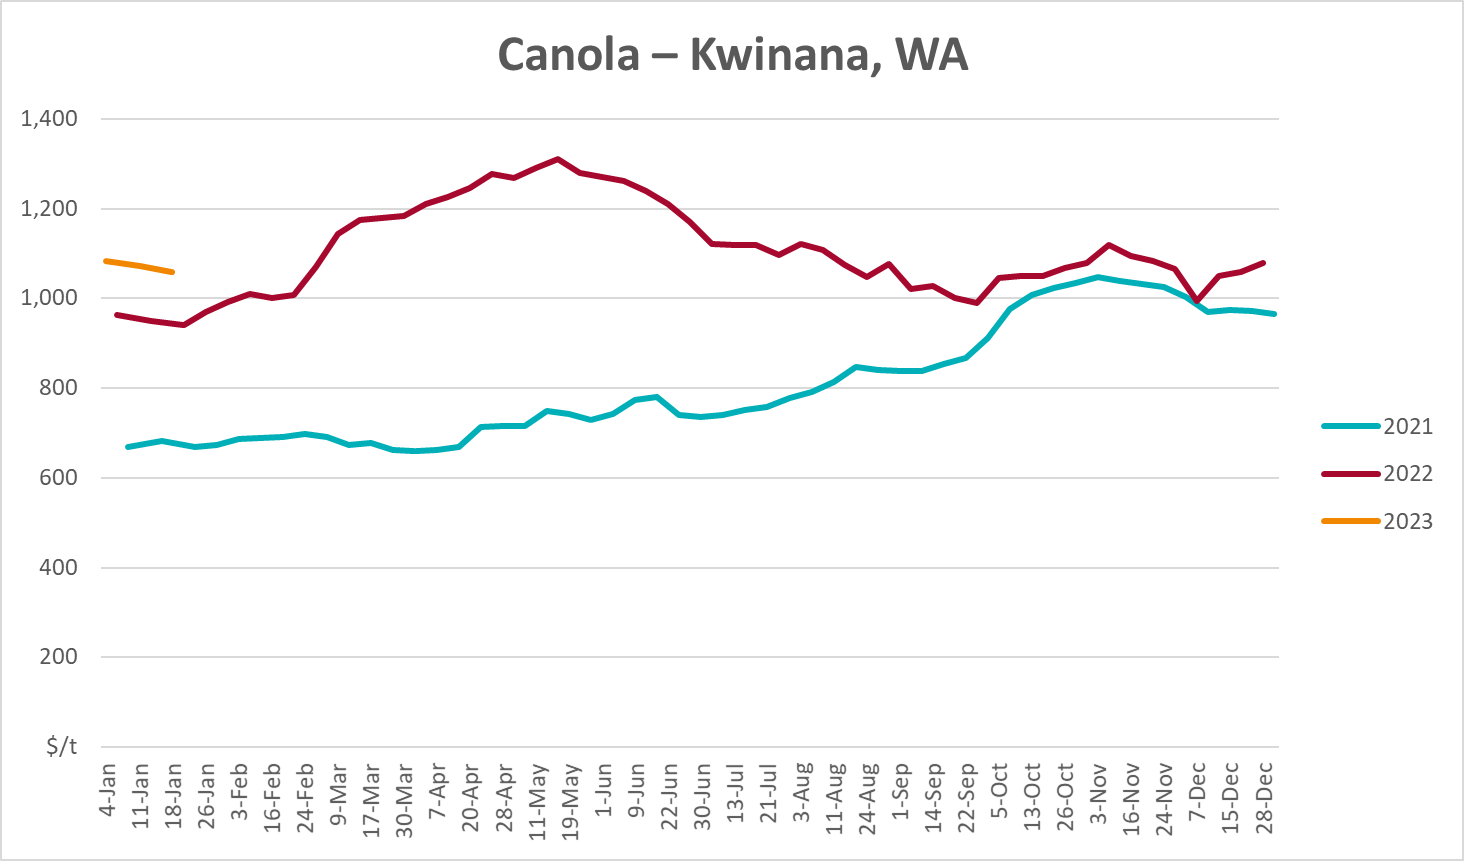 Canola – Kwinana, WA
1,400
1,200
1,000
800
600
400
200
$/t
4-Jan
11-Jan
18-Jan
26-Jan
3-Feb
16-Feb
24-Feb
9-Mar
17-Mar
30-Mar
7-Apr
20-Apr
28-Apr
11-May
19-May
1-Jun
9-Jun
22-Jun
30-Jun
13-Jul
21-Jul
3-Aug
11-Aug
24-Aug
1-Sep
14-Sep
22-Sep
5-Oct
13-Oct
26-Oct
3-Nov
16-Nov
24-Nov
7-Dec
15-Dec
28-Dec
2021
2022
2023